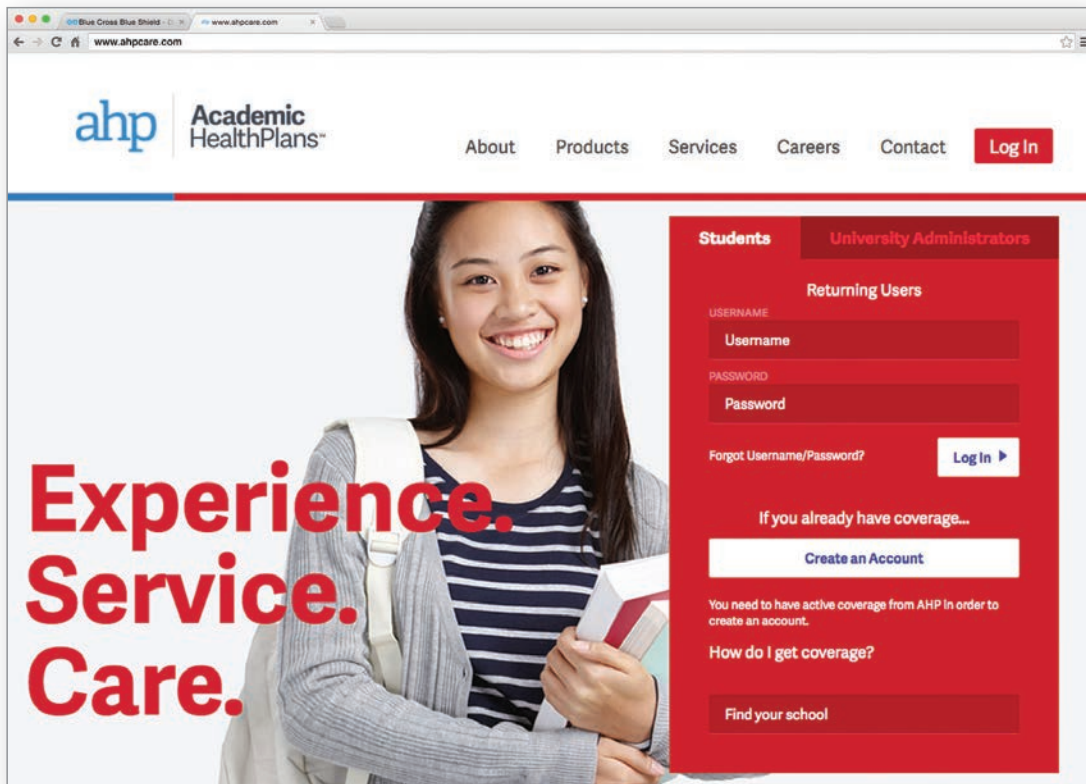 Blue Cross Blue Shield - D
www.ahpcare.com
www.ahpcare.com
ahp
Academic
HealthPlans™
About
Products
Services
Careers
Contact
Log In
Students
University Administrators
Returning Users
USERNAME
Username
PASSWORD
Password
Forgot Username/Password?
Log In
If you already have coverage...
Create an Account
You need to have active coverage from AHP in order to
create an account.
How do I get coverage?
Find your school
Experience.
Service.
Care.